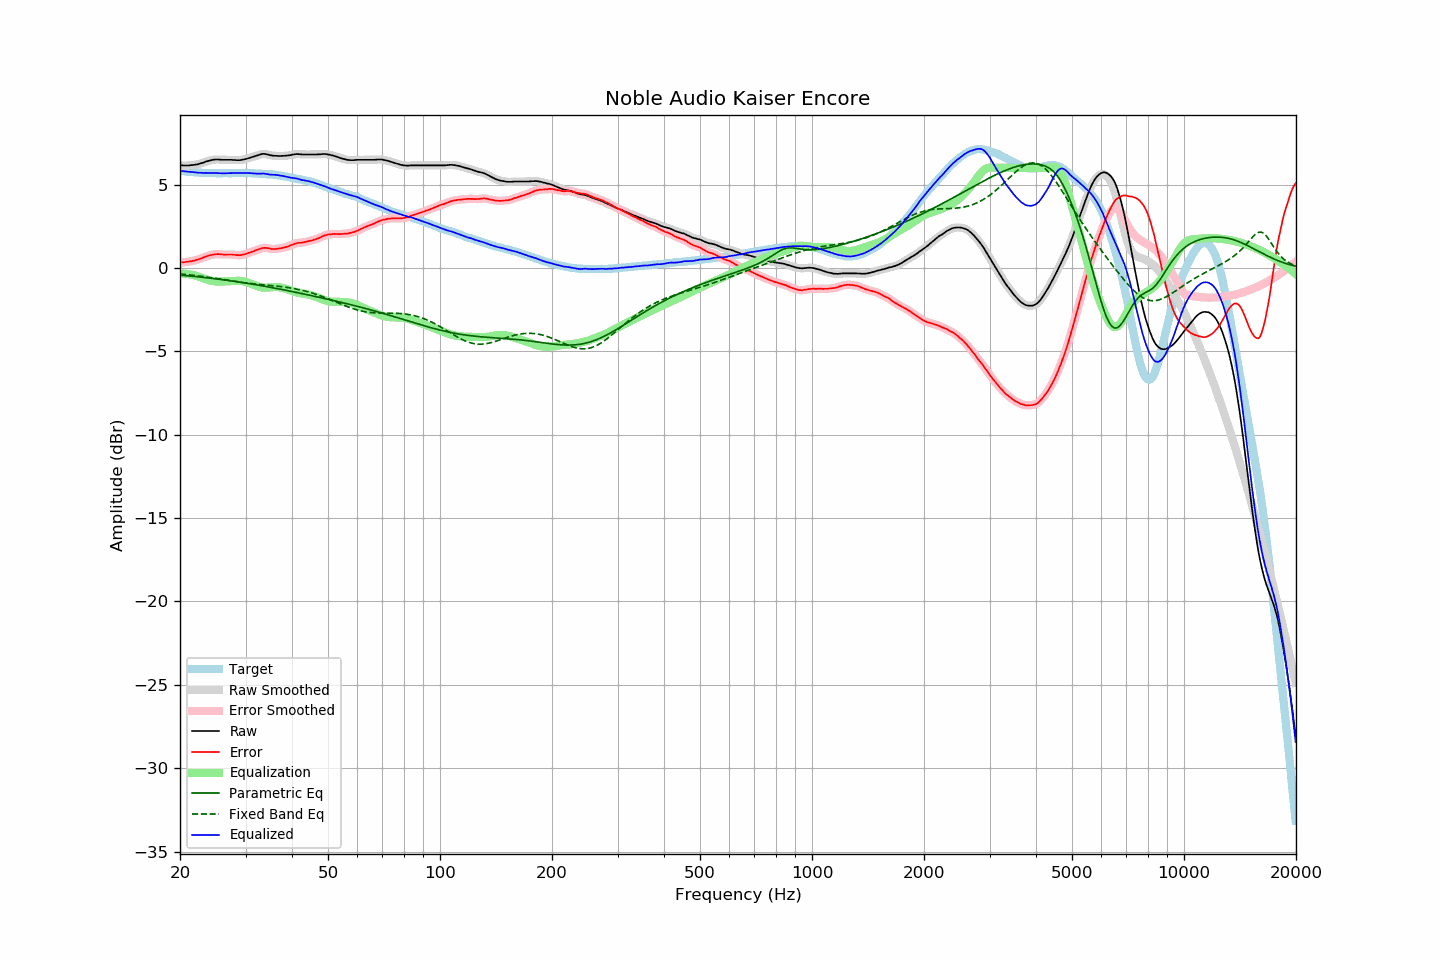 Noble Audio Kaiser Encore
5
0
−5
−10
−15
−20
−25
−30
−35
Amplitude (dBr)
Target
Raw Smoothed
Error Smoothed
Raw
Error
Equalization
Parametric Eq
Fixed Band Eq
Equalized
20 50 100 200 500 1000 2000 5000 10000 20000
Frequency (Hz)